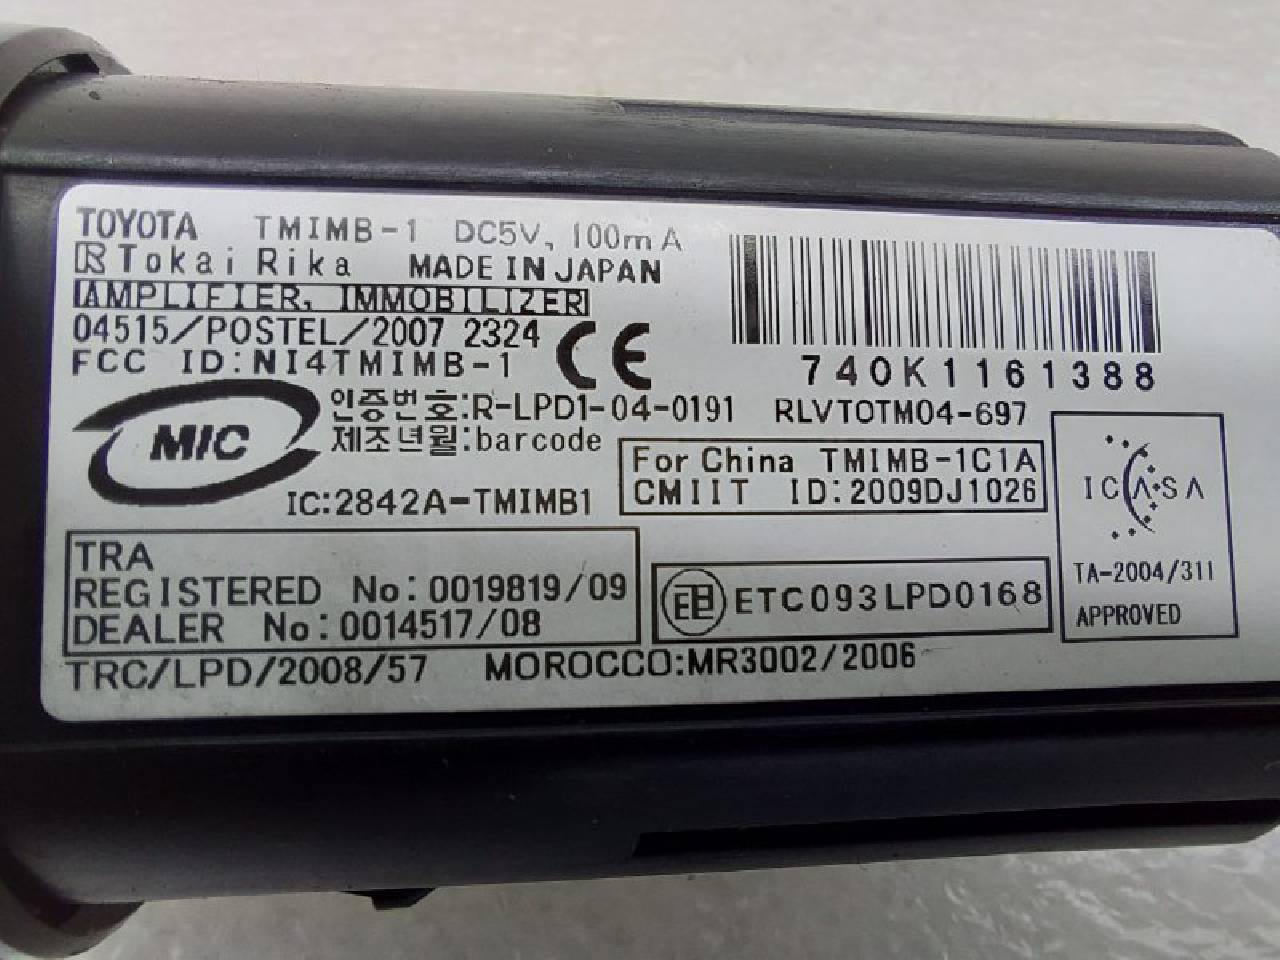 TOYOTA TMIMB-1 DC5V, 100mA
R Tokai Rika MADE IN JAPAN
AMPLIFIER, IMMOBILIZER
04515/POSTEL/2007 2324
FCC ID:NI4TMIMB-1
CE
740K1161388
MIC
인증번호:R-LPD1-04-0191 RLVTOTM04-697
제조년월:barcode
IC:2842A-TMIMB1
For China TMIMB-1C1A
CMIIT ID:2009DJ1026
ICASA
TA-2004/311
APPROVED
TRA
REGISTERED No:0019819/09
DEALER No:0014517/08
ETC093LPD0168
TRC/LPD/2008/57 MOROCCO:MR3002/2006